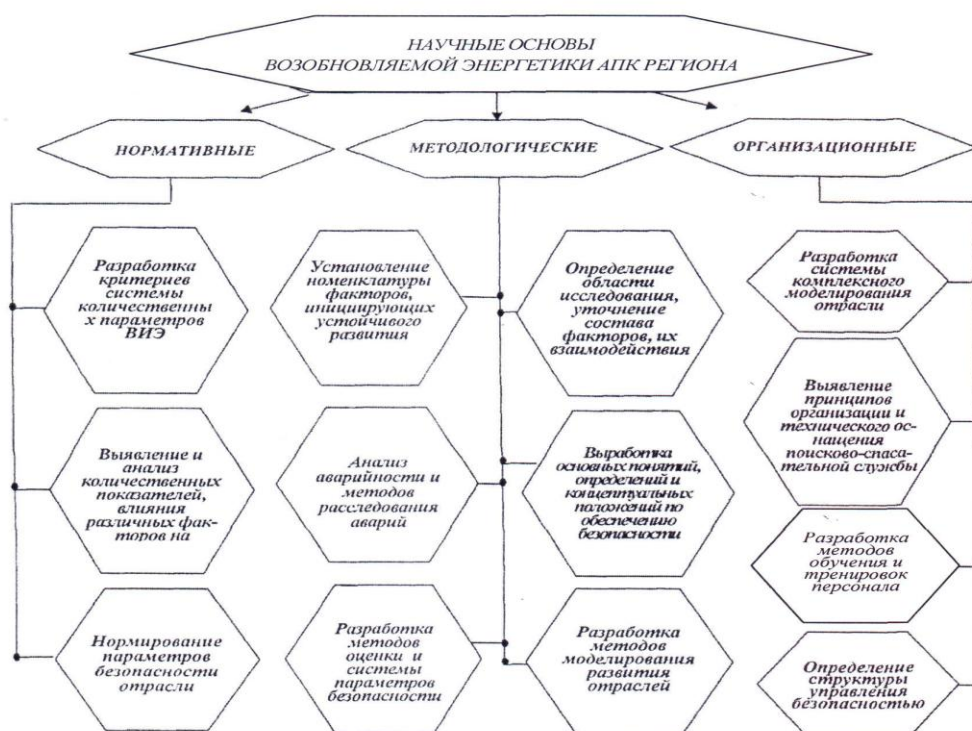 НАУЧНЫЕ ОСНОВЫ
ВОЗОБНОВЛЯЕМОЙ ЭНЕРГЕТИКИ АПК РЕГИОНА
НОРМАТИВНЫЕ
МЕТОДОЛОГИЧЕСКИЕ
ОРГАНИЗАЦИОННЫЕ
Разработка
критериев
системы
количественны
х параметров
ВИЭ
Выявление и
анализ
количественных
показателей,
влияния
различных фак-
торов на
Нормирование
параметров
безопасности
отрасли
Установление
номенклатуры
факторов,
инициирующих
устойчивого
развития
Анализ
аварийности и
методов
расследования
аварий
Разработка
методов
оценки и
системы
параметров
безопасности
Определение
области
исследования,
уточнение
состава
факторов, их
взаимодействия
Выработка
основных понятий,
определений и
концептуальных
положений по
обеспечению
безопасности
Разработка
методов
моделирования
развития
отраслей
Разработка
системы
комплексного
моделирования
отрасли
Выявление
принципов
организации и
технического ос-
нащения
поисково-спаса-
тельной службы
Разработка
методов
обучения и
тренировок
персонала
Определение
структуры
управления
безопасностью